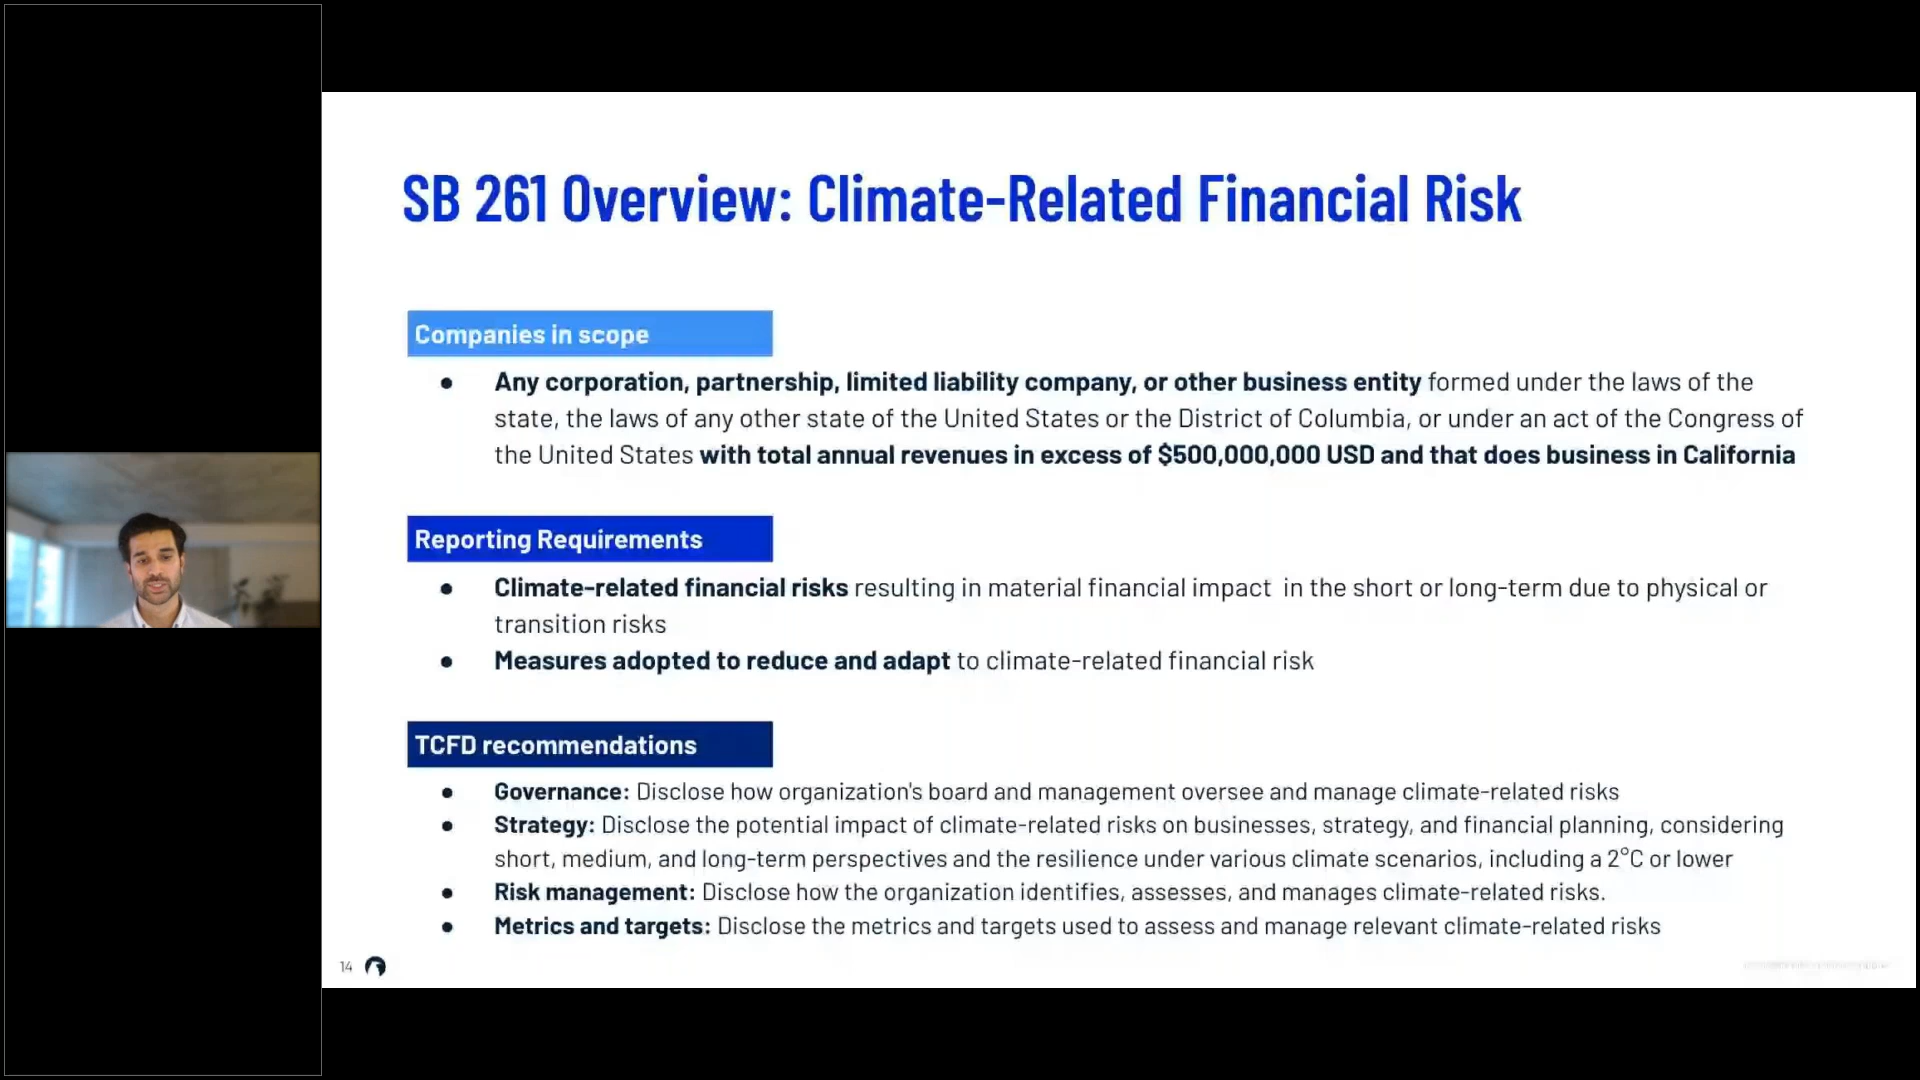 SB 261 Overview: Climate-Related Financial Risk
Companies in scope
● Any corporation, partnership, limited liability company, or other business entity formed under the laws of the
state, the laws of any other state of the United States or the District of Columbia, or under an act of the Congress of
the United States with total annual revenues in excess of $500,000,000 USD and that does business in California
Reporting Requirements
● Climate-related financial risks resulting in material financial impact in the short or long-term due to physical or
transition risks
● Measures adopted to reduce and adapt to climate-related financial risk
TCFD recommendations
● Governance: Disclose how organization's board and management oversee and manage climate-related risks
● Strategy: Disclose the potential impact of climate-related risks on businesses, strategy, and financial planning, considering
short, medium, and long-term perspectives and the resilience under various climate scenarios, including a 2°C or lower
● Risk management: Disclose how the organization identifies, assesses, and manages climate-related risks.
● Metrics and targets: Disclose the metrics and targets used to assess and manage relevant climate-related risks
14